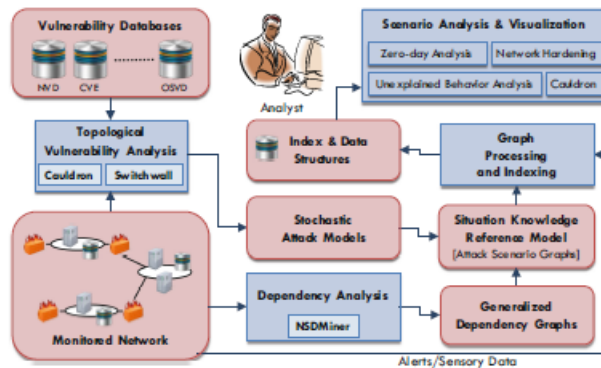 Vulnerability Databases
NVD
CVE
OSVD
Scenario Analysis & Visualization
Zero-day Analysis
Network Hardening
Unexplained Behavior Analysis
Cauldron
Analyst
Topological
Vulnerability Analysis
Cauldron
Switchwall
Index & Data
Structures
Graph
Processing
and Indexing
Stochastic
Attack Models
Situation Knowledge
Reference Model
[Attack Scenario Graphs]
Monitored Network
Dependency Analysis
NSDMiner
Generalized
Dependency Graphs
Alerts/Sensory Data